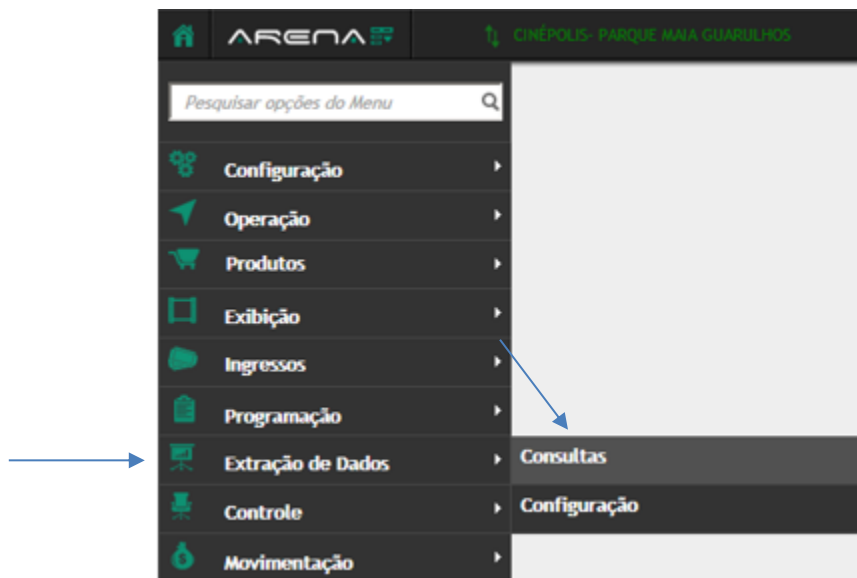 ARENA
CINÉPOLIS- PARQUE MAIA GUARULHOS
Pesquisar opções do Menu
Configuração
Operação
Produtos
Exibição
Ingressos
Programação
Extração de Dados
Controle
Movimentação
Consultas
Configuração